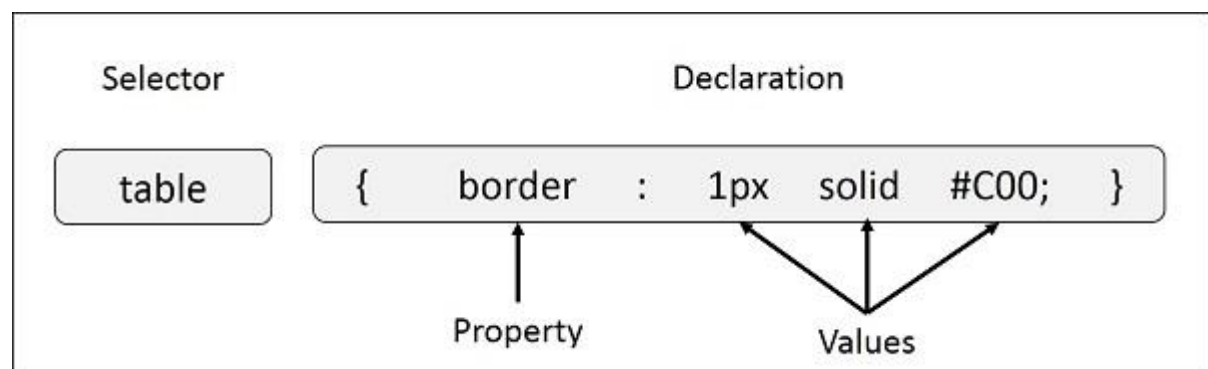 Selector Declaration
table { border : 1px solid #C00; }
Property Values